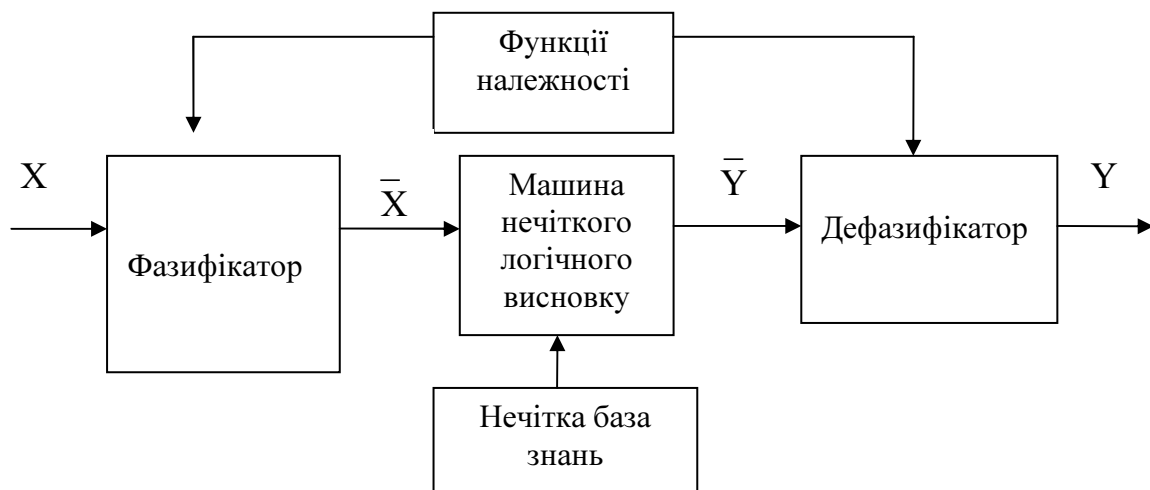 Функції
належності
X
Фазифікатор
X̅
Машина
нечіткого
логічного
висновку
Y̅
Дефазифікатор
Y
Нечітка база
знань